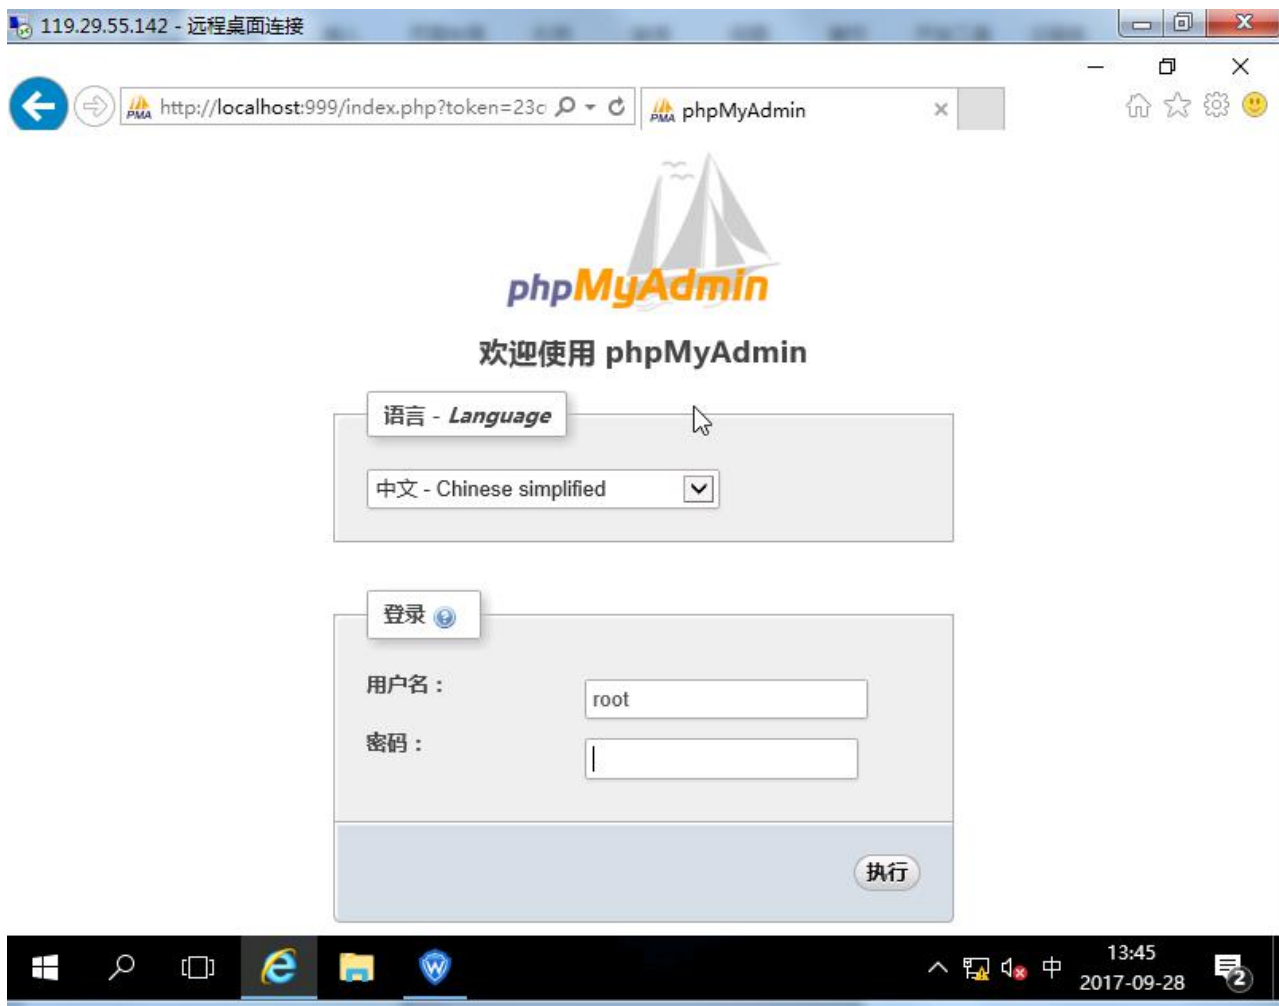 119.29.55.142 - 远程桌面连接
http://localhost:999/index.php?token=23c
PMA
phpMyAdmin
phpMyAdmin
欢迎使用 phpMyAdmin
语言 - Language
中文 - Chinese simplified
登录
用户名：
root
密码：
执行
中
13:45
2017-09-28
2